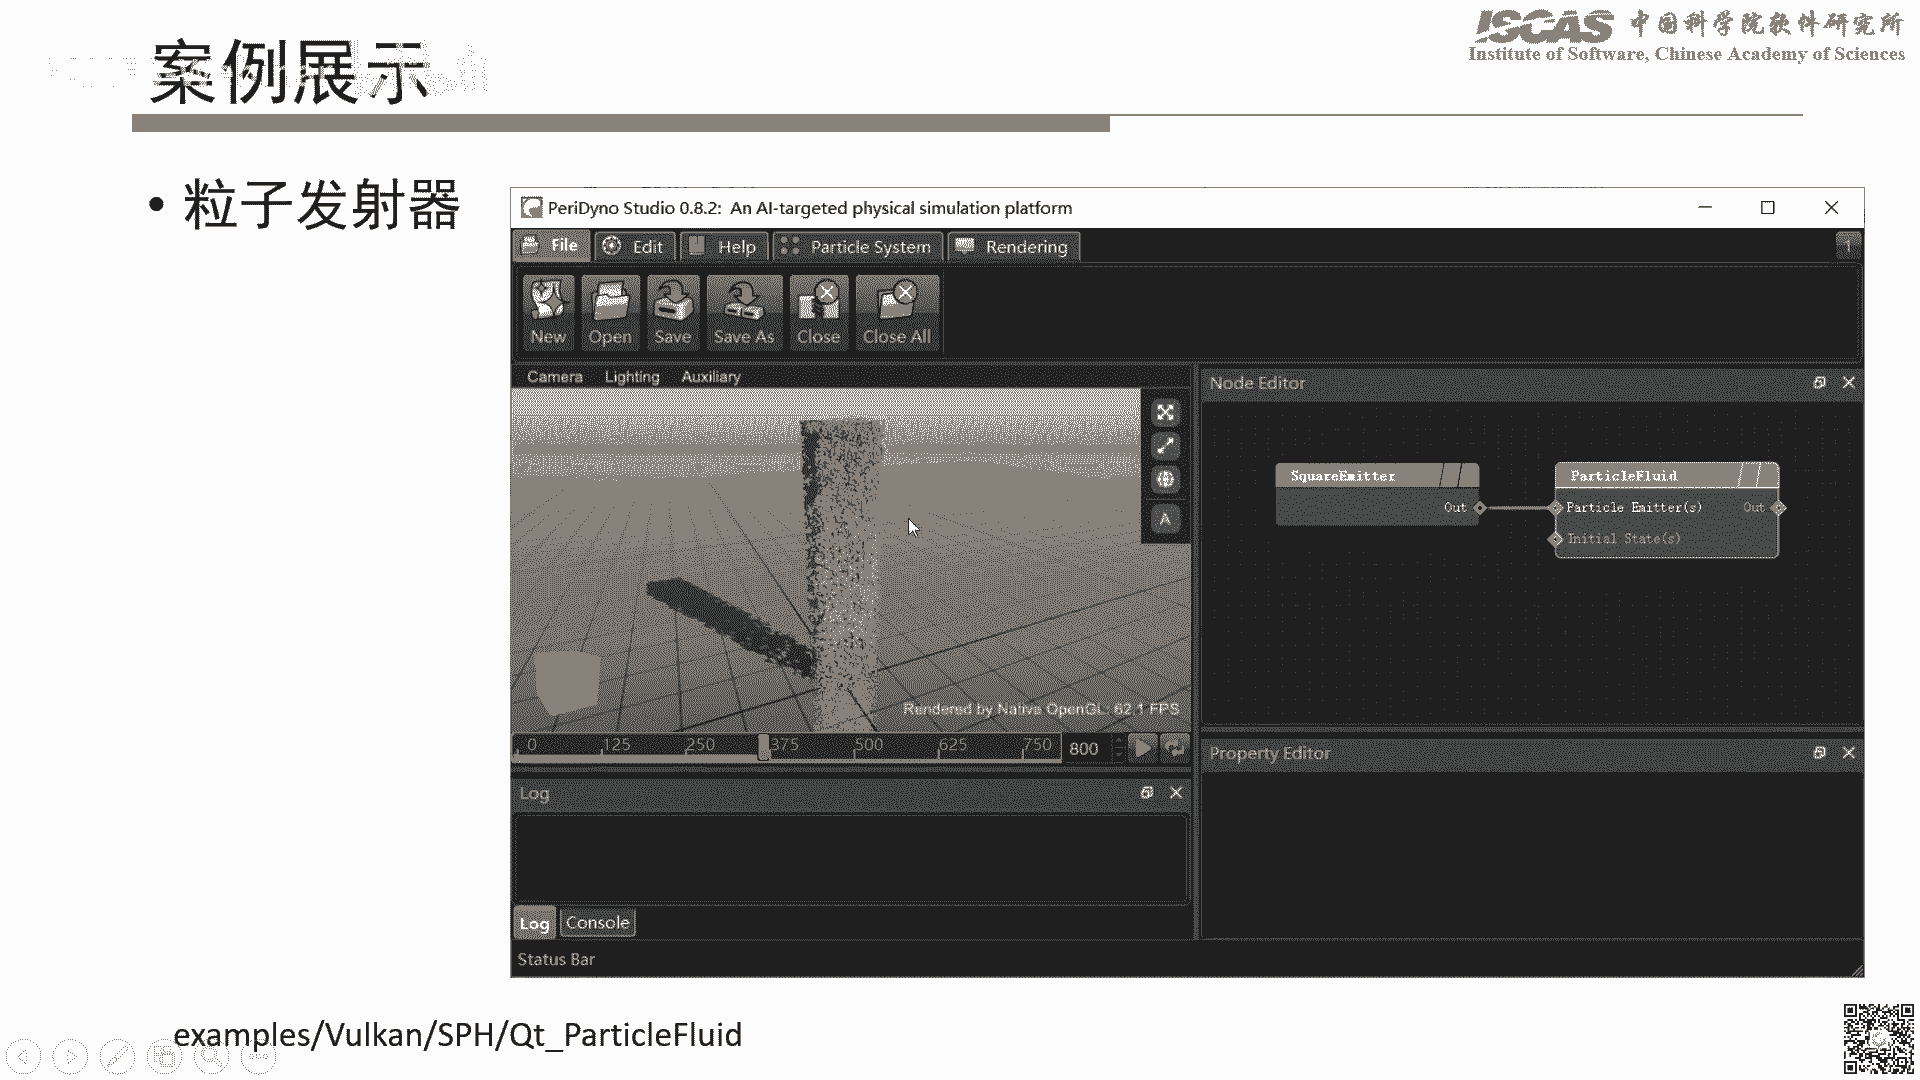 案例展示
ISCAS 中国科学院软件研究所
Institute of Software, Chinese Academy of Sciences
• 粒子发射器
PeriDyno Studio 0.8.2: An AI-targeted physical simulation platform
File Edit Help Particle System Rendering
1
New Open Save Save As Close Close All
Camera Lighting Auxiliary
A
Rendered by Native OpenGL: 62.1 FPS
0 125 250 375 500 625 750 800
Log
Log Console
Status Bar
Node Editor
SquareEmitter
Out
ParticleFluid
Particle Emitter(s) Out
Initial State(s)
Property Editor
examples/Vulkan/SPH/Qt_ParticleFluid